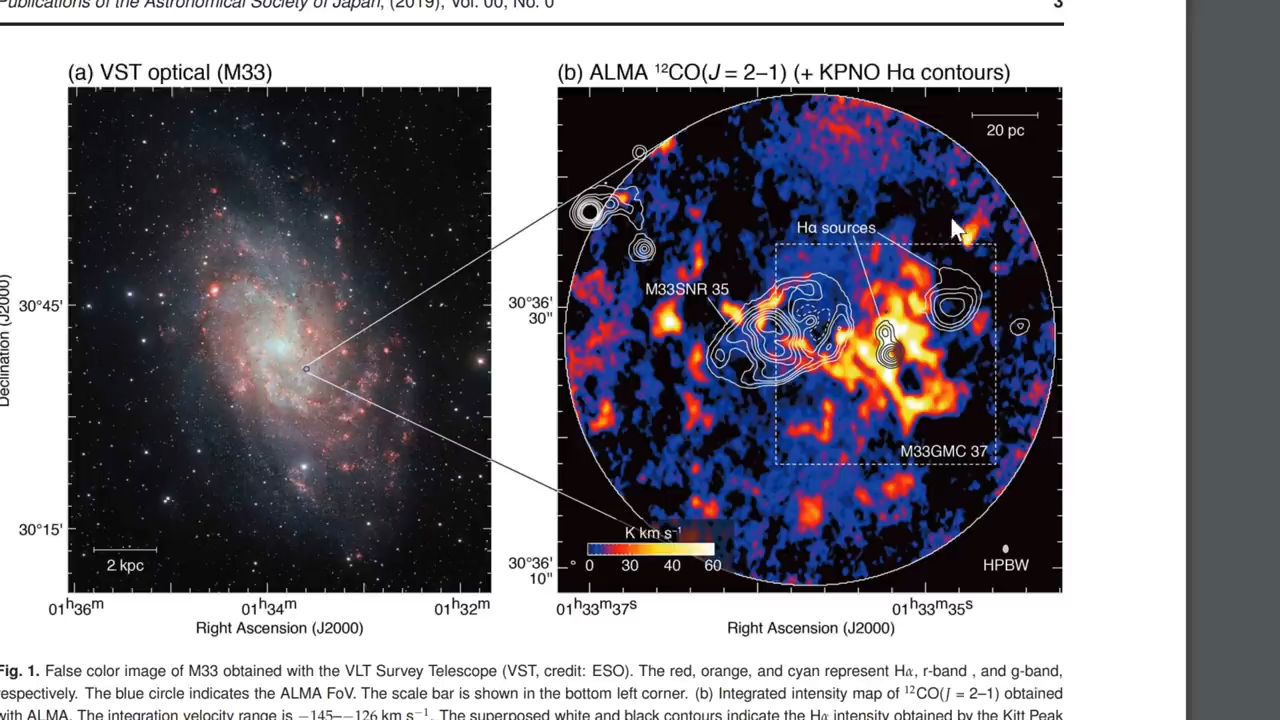 Publications of the Astronomical Society of Japan, (2019), Vol. 00, No. 0 3
(a) VST optical (M33)
(b) ALMA ¹²CO(J = 2–1) (+ KPNO Hα contours)
20 pc
Hα sources
M33SNR 35
M33GMC 37
K km s⁻¹
0 30 40 60
HPBW
Declination (J2000)
30°45'
30°15'
2 kpc
01ʰ36ᵐ 01ʰ34ᵐ 01ʰ32ᵐ
Right Ascension (J2000)
30°36'
30"
30°36'
10"
01ʰ33ᵐ37ˢ 01ʰ33ᵐ35ˢ
Right Ascension (J2000)
Fig. 1. False color image of M33 obtained with the VLT Survey Telescope (VST, credit: ESO). The red, orange, and cyan represent Hα, r-band , and g-band,
respectively. The blue circle indicates the ALMA FoV. The scale bar is shown in the bottom left corner. (b) Integrated intensity map of ¹²CO(J = 2–1) obtained
with ALMA. The integration velocity range is −145–−126 km s⁻¹. The superposed white and black contours indicate the Hα intensity obtained by the Kitt Peak